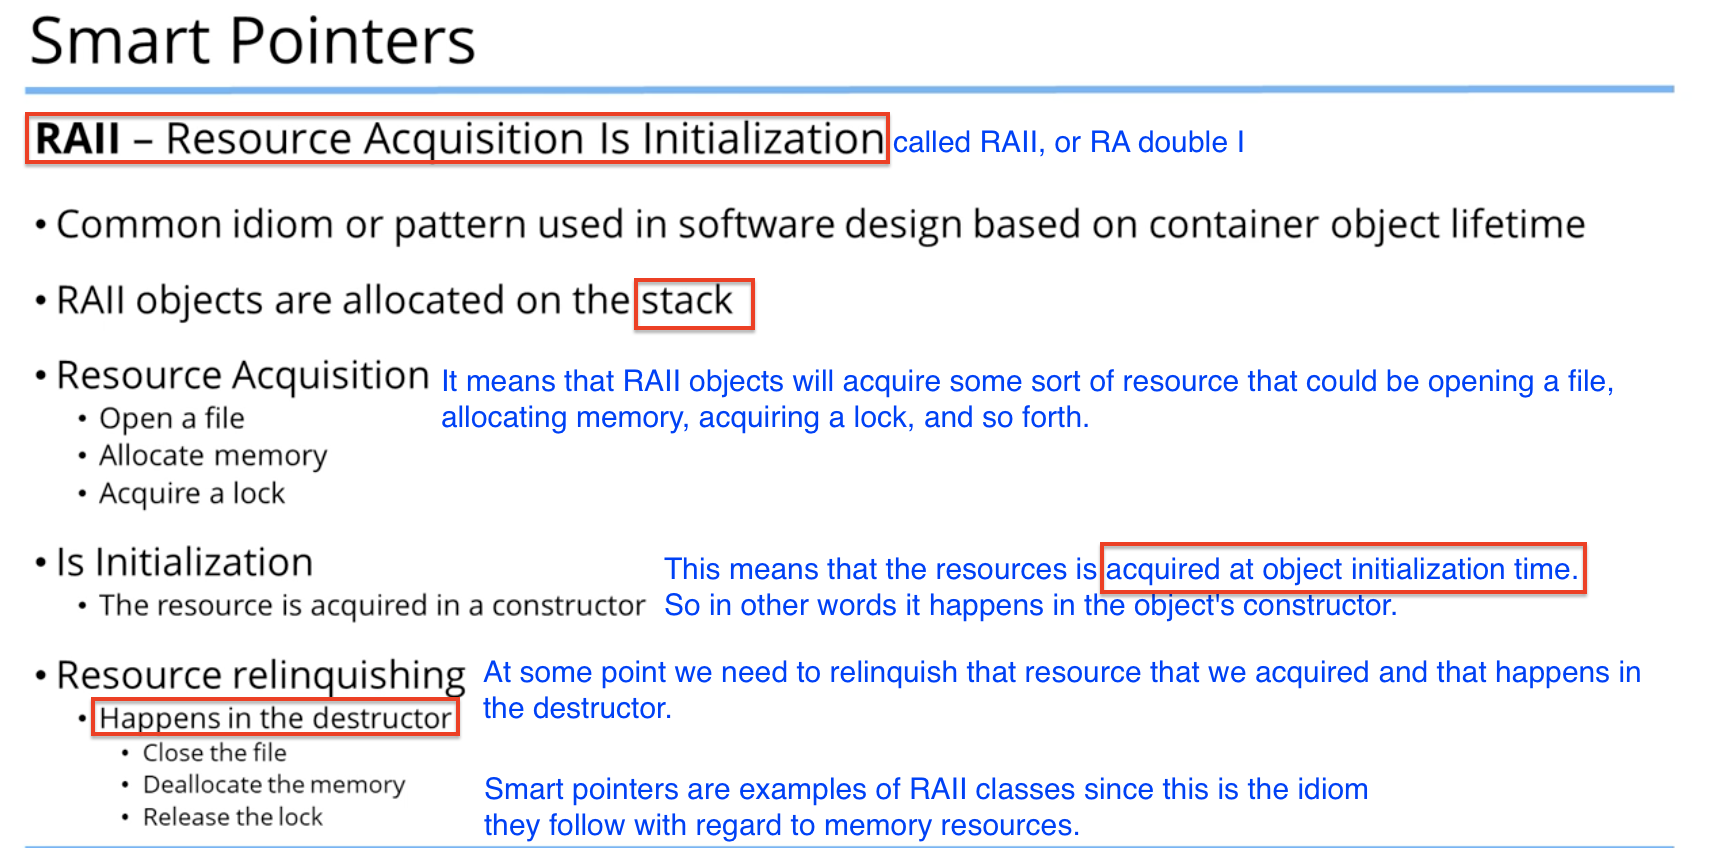 Smart Pointers
RAII – Resource Acquisition Is Initialization called RAII, or RA double I
• Common idiom or pattern used in software design based on container object lifetime
• RAII objects are allocated on the stack
• Resource Acquisition
It means that RAII objects will acquire some sort of resource that could be opening a file,
allocating memory, acquiring a lock, and so forth.
• Open a file
• Allocate memory
• Acquire a lock
• Is Initialization
• The resource is acquired in a constructor
This means that the resources is acquired at object initialization time.
So in other words it happens in the object's constructor.
• Resource relinquishing
At some point we need to relinquish that resource that we acquired and that happens in
the destructor.
• Happens in the destructor
• Close the file
• Deallocate the memory
• Release the lock
Smart pointers are examples of RAII classes since this is the idiom
they follow with regard to memory resources.